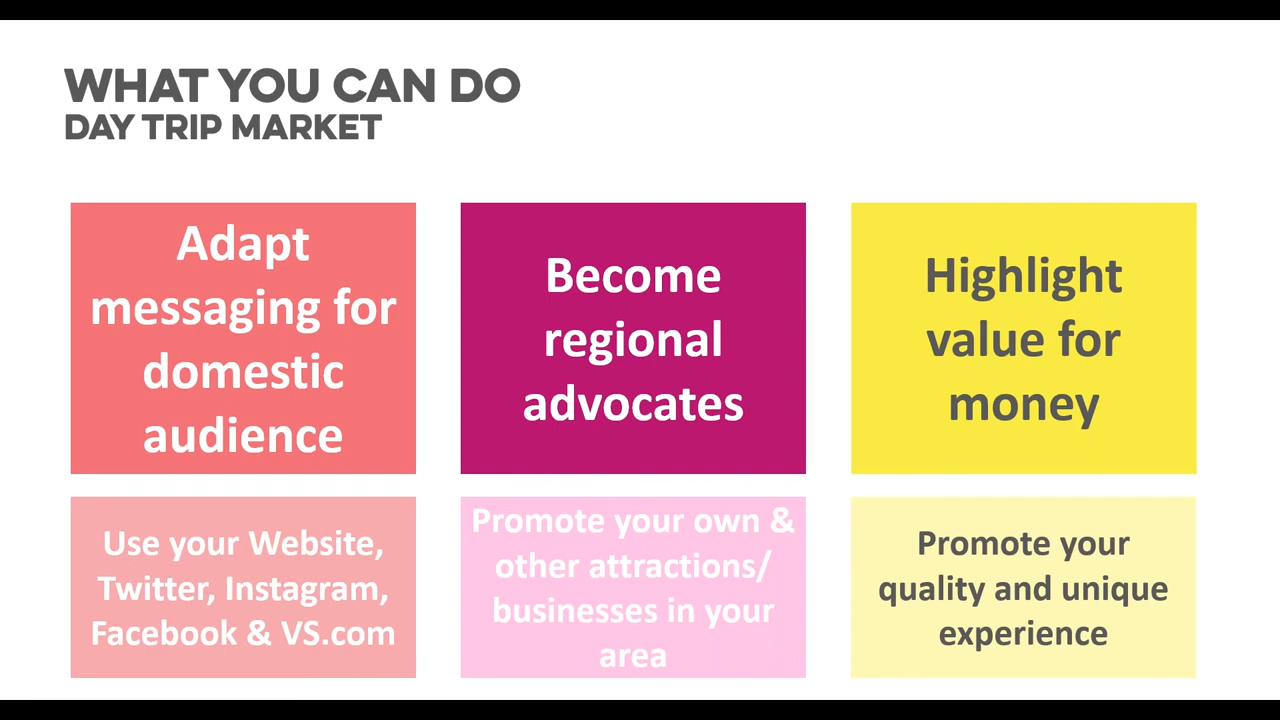 WHAT YOU CAN DO
DAY TRIP MARKET
Adapt
messaging for
domestic
audience
Become
regional
advocates
Highlight
value for
money
Use your Website,
Twitter, Instagram,
Facebook & VS.com
Promote your own &
other attractions/
businesses in your
area
Promote your
quality and unique
experience